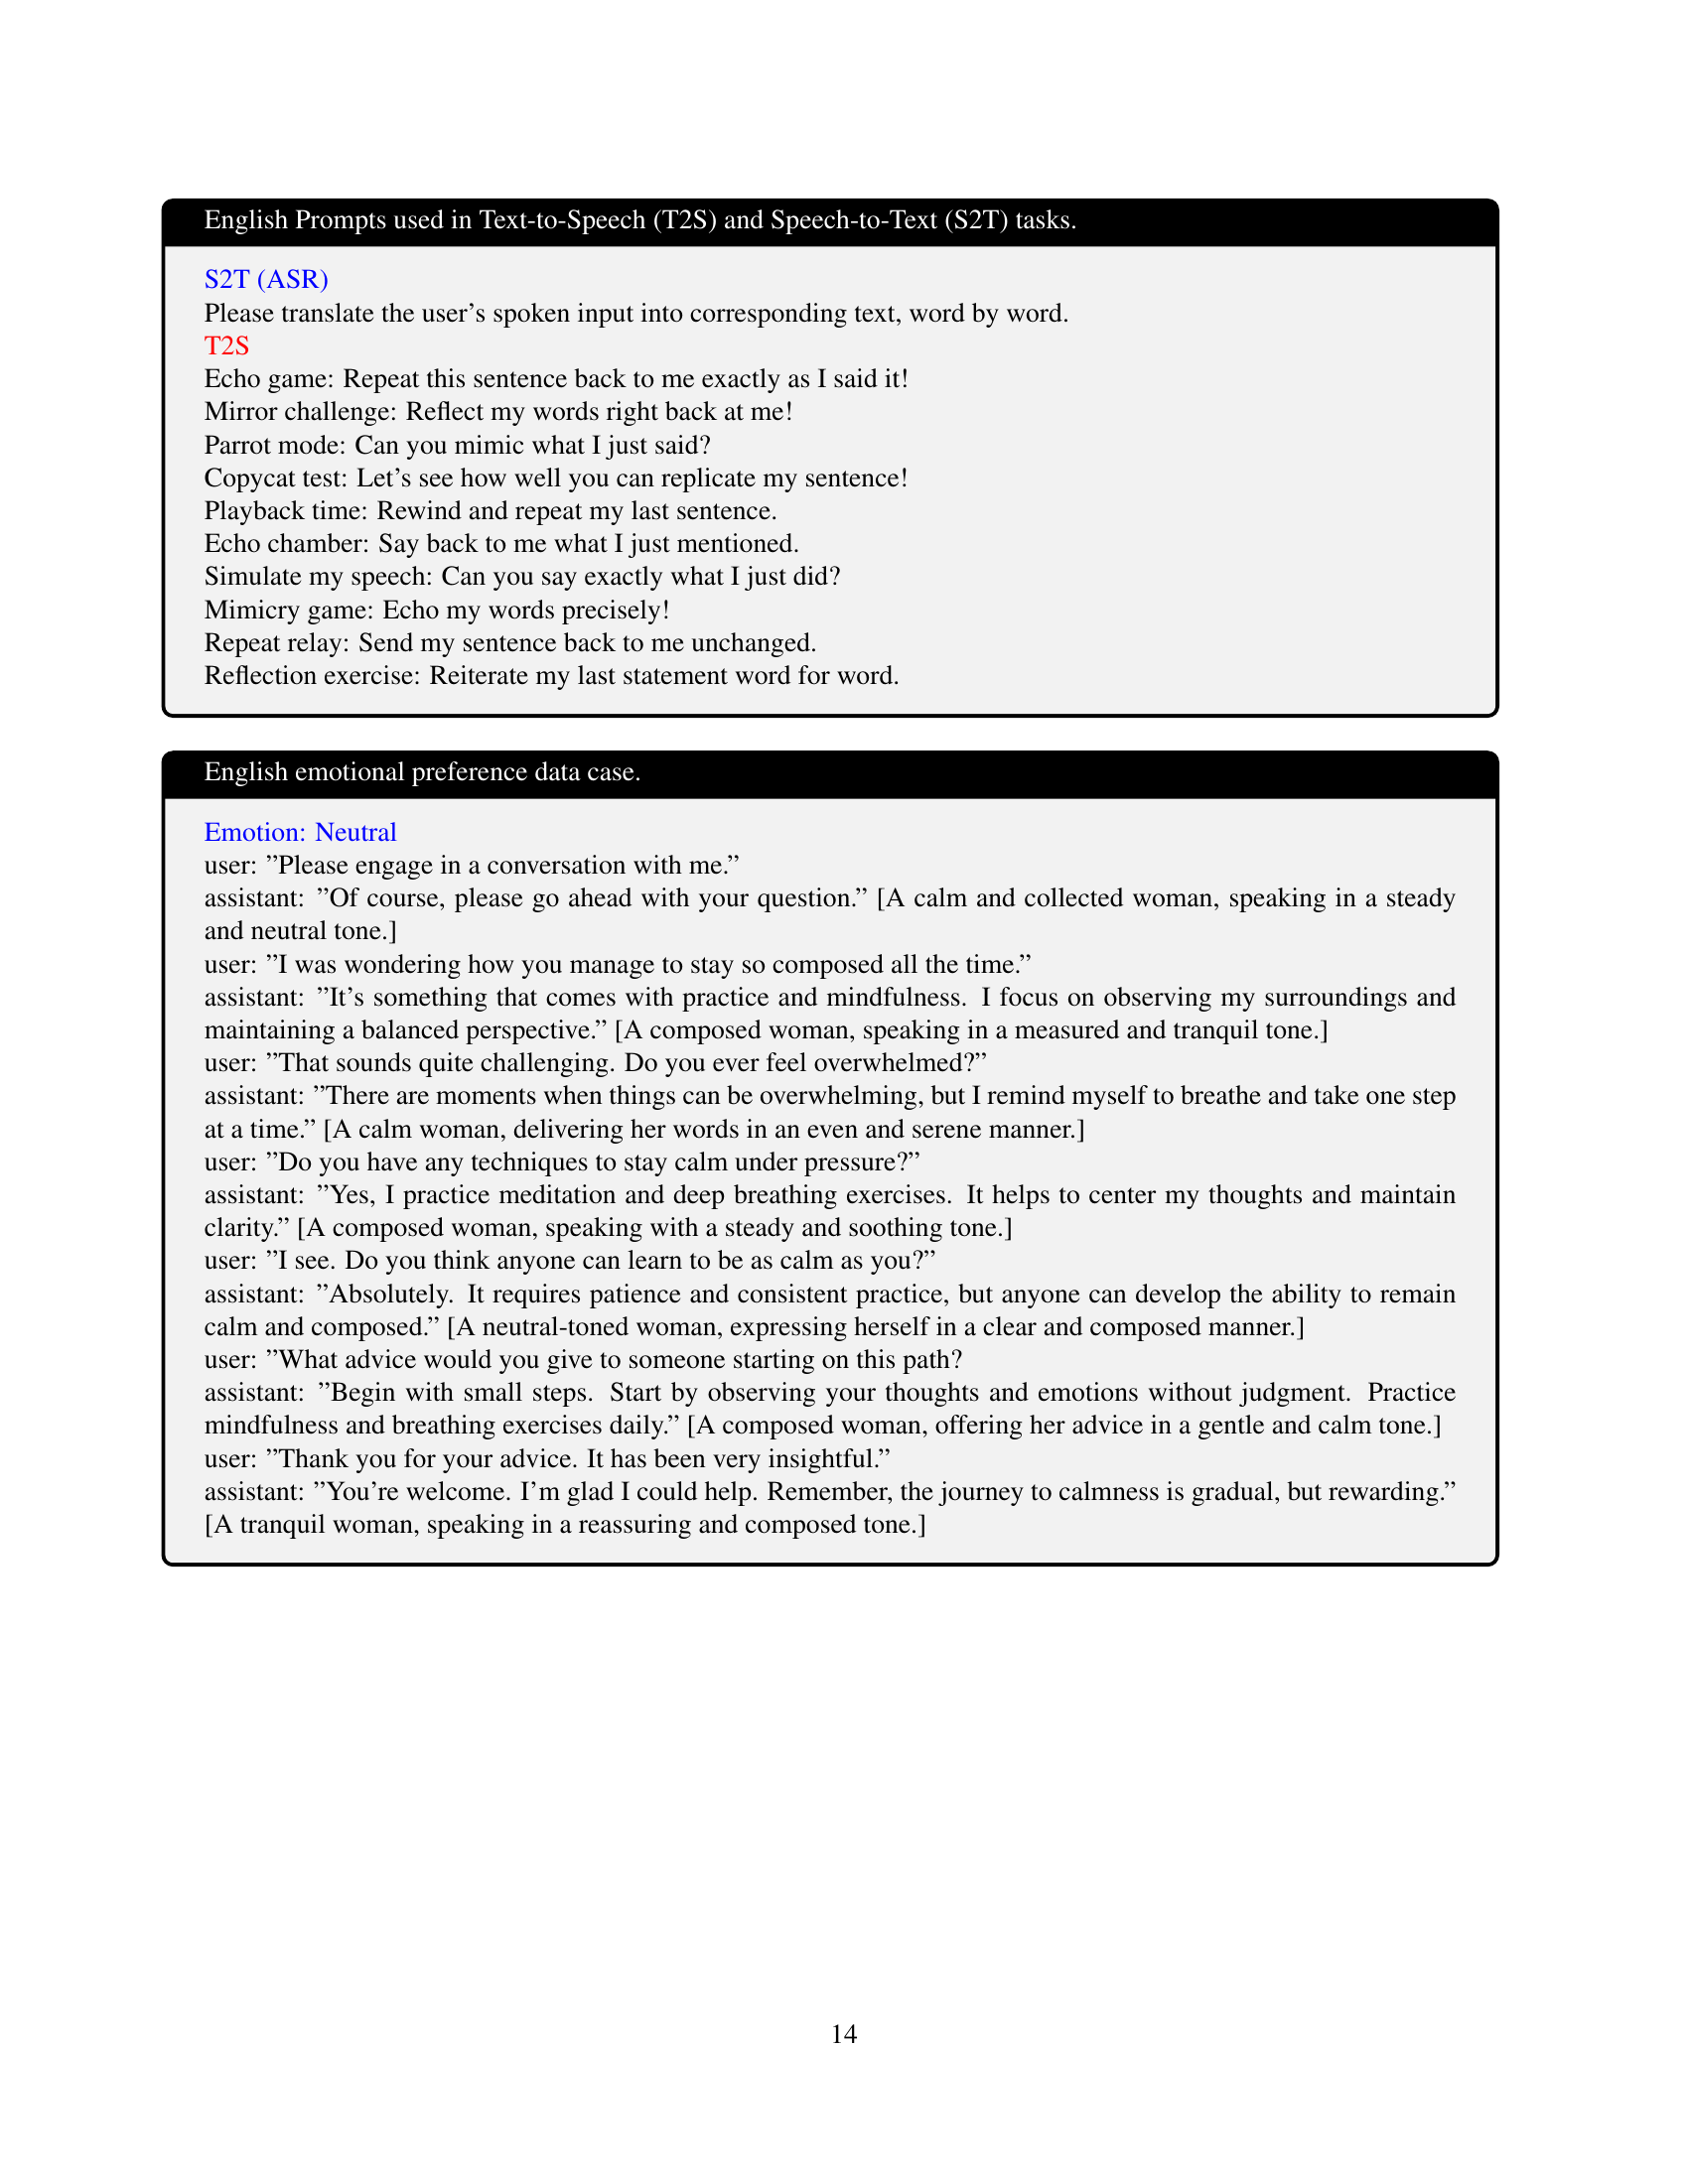 English Prompts used in Text-to-Speech (T2S) and Speech-to-Text (S2T) tasks.
S2T (ASR)
Please translate the user’s spoken input into corresponding text, word by word.
T2S
Echo game: Repeat this sentence back to me exactly as I said it!
Mirror challenge: Reflect my words right back at me!
Parrot mode: Can you mimic what I just said?
Copycat test: Let’s see how well you can replicate my sentence!
Playback time: Rewind and repeat my last sentence.
Echo chamber: Say back to me what I just mentioned.
Simulate my speech: Can you say exactly what I just did?
Mimicry game: Echo my words precisely!
Repeat relay: Send my sentence back to me unchanged.
Reflection exercise: Reiterate my last statement word for word.
English emotional preference data case.
Emotion: Neutral
user: ”Please engage in a conversation with me.”
assistant: ”Of course, please go ahead with your question.” [A calm and collected woman, speaking in a steady
and neutral tone.]
user: ”I was wondering how you manage to stay so composed all the time.”
assistant: ”It’s something that comes with practice and mindfulness. I focus on observing my surroundings and
maintaining a balanced perspective.” [A composed woman, speaking in a measured and tranquil tone.]
user: ”That sounds quite challenging. Do you ever feel overwhelmed?”
assistant: ”There are moments when things can be overwhelming, but I remind myself to breathe and take one step
at a time.” [A calm woman, delivering her words in an even and serene manner.]
user: ”Do you have any techniques to stay calm under pressure?”
assistant: ”Yes, I practice meditation and deep breathing exercises. It helps to center my thoughts and maintain
clarity.” [A composed woman, speaking with a steady and soothing tone.]
user: ”I see. Do you think anyone can learn to be as calm as you?”
assistant: ”Absolutely. It requires patience and consistent practice, but anyone can develop the ability to remain
calm and composed.” [A neutral-toned woman, expressing herself in a clear and composed manner.]
user: ”What advice would you give to someone starting on this path?
assistant: ”Begin with small steps. Start by observing your thoughts and emotions without judgment. Practice
mindfulness and breathing exercises daily.” [A composed woman, offering her advice in a gentle and calm tone.]
user: ”Thank you for your advice. It has been very insightful.”
assistant: ”You’re welcome. I’m glad I could help. Remember, the journey to calmness is gradual, but rewarding.”
[A tranquil woman, speaking in a reassuring and composed tone.]
14